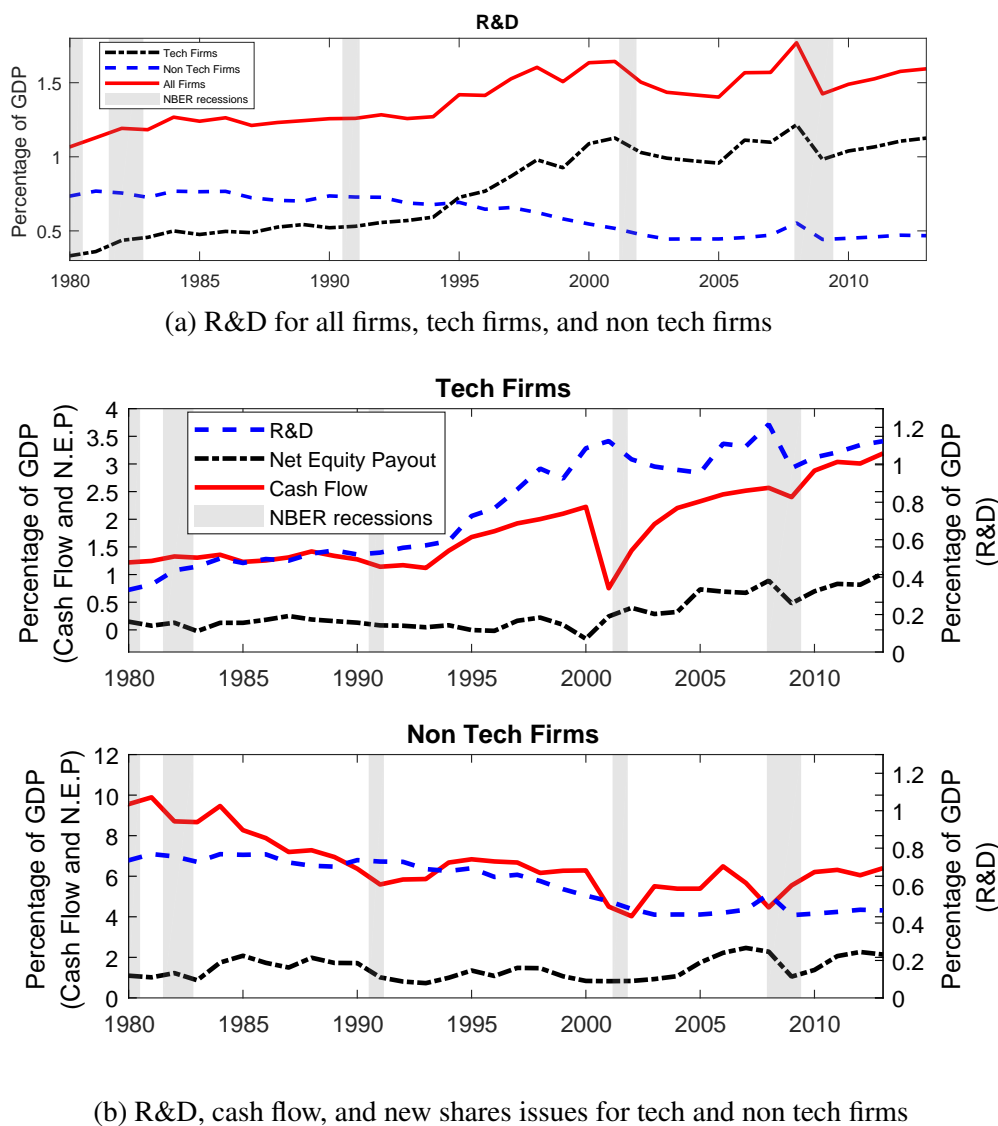 R&D
Percentage of GDP
Tech Firms
Non Tech Firms
All Firms
NBER recessions
1.5
1
0.5
1980 1985 1990 1995 2000 2005 2010
(a) R&D for all firms, tech firms, and non tech firms
Tech Firms
Percentage of GDP
(Cash Flow and N.E.P)
4
3.5
3
2.5
2
1.5
1
0.5
0
R&D
Net Equity Payout
Cash Flow
NBER recessions
1.2
1
0.8
0.6
0.4
0.2
0
Percentage of GDP
(R&D)
1980 1985 1990 1995 2000 2005 2010
Non Tech Firms
Percentage of GDP
(Cash Flow and N.E.P)
12
10
8
6
4
2
0
1.2
1
0.8
0.6
0.4
0.2
0
Percentage of GDP
(R&D)
1980 1985 1990 1995 2000 2005 2010
(b) R&D, cash flow, and new shares issues for tech and non tech firms